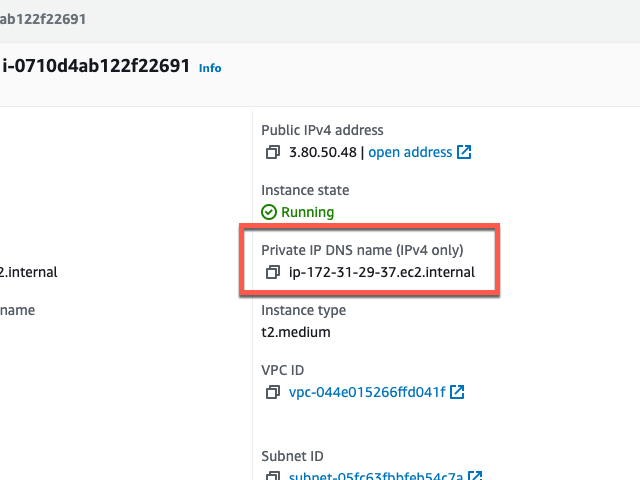 ab122f22691
i-0710d4ab122f22691 Info
Public IPv4 address
3.80.50.48 | open address
Instance state
Running
Private IP DNS name (IPv4 only)
2.internal
ip-172-31-29-37.ec2.internal
name
Instance type
t2.medium
VPC ID
vpc-044e015266ffd041f
Subnet ID
subnet-05fc63fbbfeb54c7a